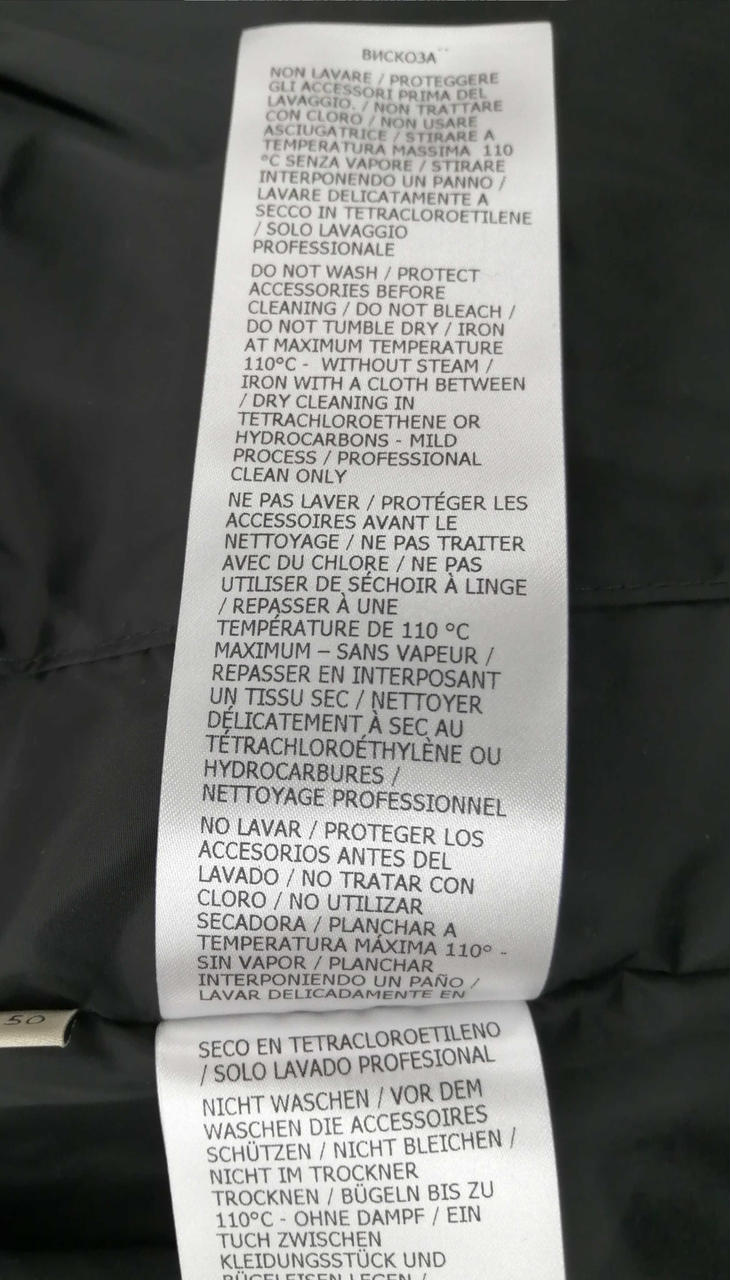 ВИСКОЗА
NON LAVARE / PROTEGGERE
GLI ACCESSORI PRIMA DEL
LAVAGGIO. / NON TRATTARE
CON CLORO / NON USARE
ASCIUGATRICE / STIRARE A
TEMPERATURA MASSIMA 110
°C SENZA VAPORE / STIRARE
INTERPONENDO UN PANNO /
LAVARE DELICATAMENTE A
SECCO IN TETRACLOROETILENE
/ SOLO LAVAGGIO
PROFESSIONALE
DO NOT WASH / PROTECT
ACCESSORIES BEFORE
CLEANING / DO NOT BLEACH /
DO NOT TUMBLE DRY / IRON
AT MAXIMUM TEMPERATURE
110°C - WITHOUT STEAM /
IRON WITH A CLOTH BETWEEN
/ DRY CLEANING IN
TETRACHLOROETHENE OR
HYDROCARBONS - MILD
PROCESS / PROFESSIONAL
CLEAN ONLY
NE PAS LAVER / PROTÉGER LES
ACCESSOIRES AVANT LE
NETTOYAGE / NE PAS TRAITER
AVEC DU CHLORE / NE PAS
UTILISER DE SÉCHOIR À LINGE
/ REPASSER À UNE
TEMPÉRATURE DE 110 °C
MAXIMUM – SANS VAPEUR /
REPASSER EN INTERPOSANT
UN TISSU SEC / NETTOYER
DÉLICATEMENT À SEC AU
TÉTRACHLOROÉTHYLÈNE OU
HYDROCARBURES /
NETTOYAGE PROFESSIONNEL
NO LAVAR / PROTEGER LOS
ACCESORIOS ANTES DEL
LAVADO / NO TRATAR CON
CLORO / NO UTILIZAR
SECADORA / PLANCHAR A
TEMPERATURA MÁXIMA 110° -
SIN VAPOR / PLANCHAR
INTERPONIENDO UN PAÑO /
LAVAR DELICADAMENTE EN
50
SECO EN TETRACLOROETILENO
/ SOLO LAVADO PROFESIONAL
NICHT WASCHEN / VOR DEM
WASCHEN DIE ACCESSOIRES
SCHÜTZEN / NICHT BLEICHEN /
NICHT IM TROCKNER
TROCKNEN / BÜGELN BIS ZU
110°C - OHNE DAMPF / EIN
TUCH ZWISCHEN
KLEIDUNGSSTÜCK UND
BÜGELEISEN LEGEN /